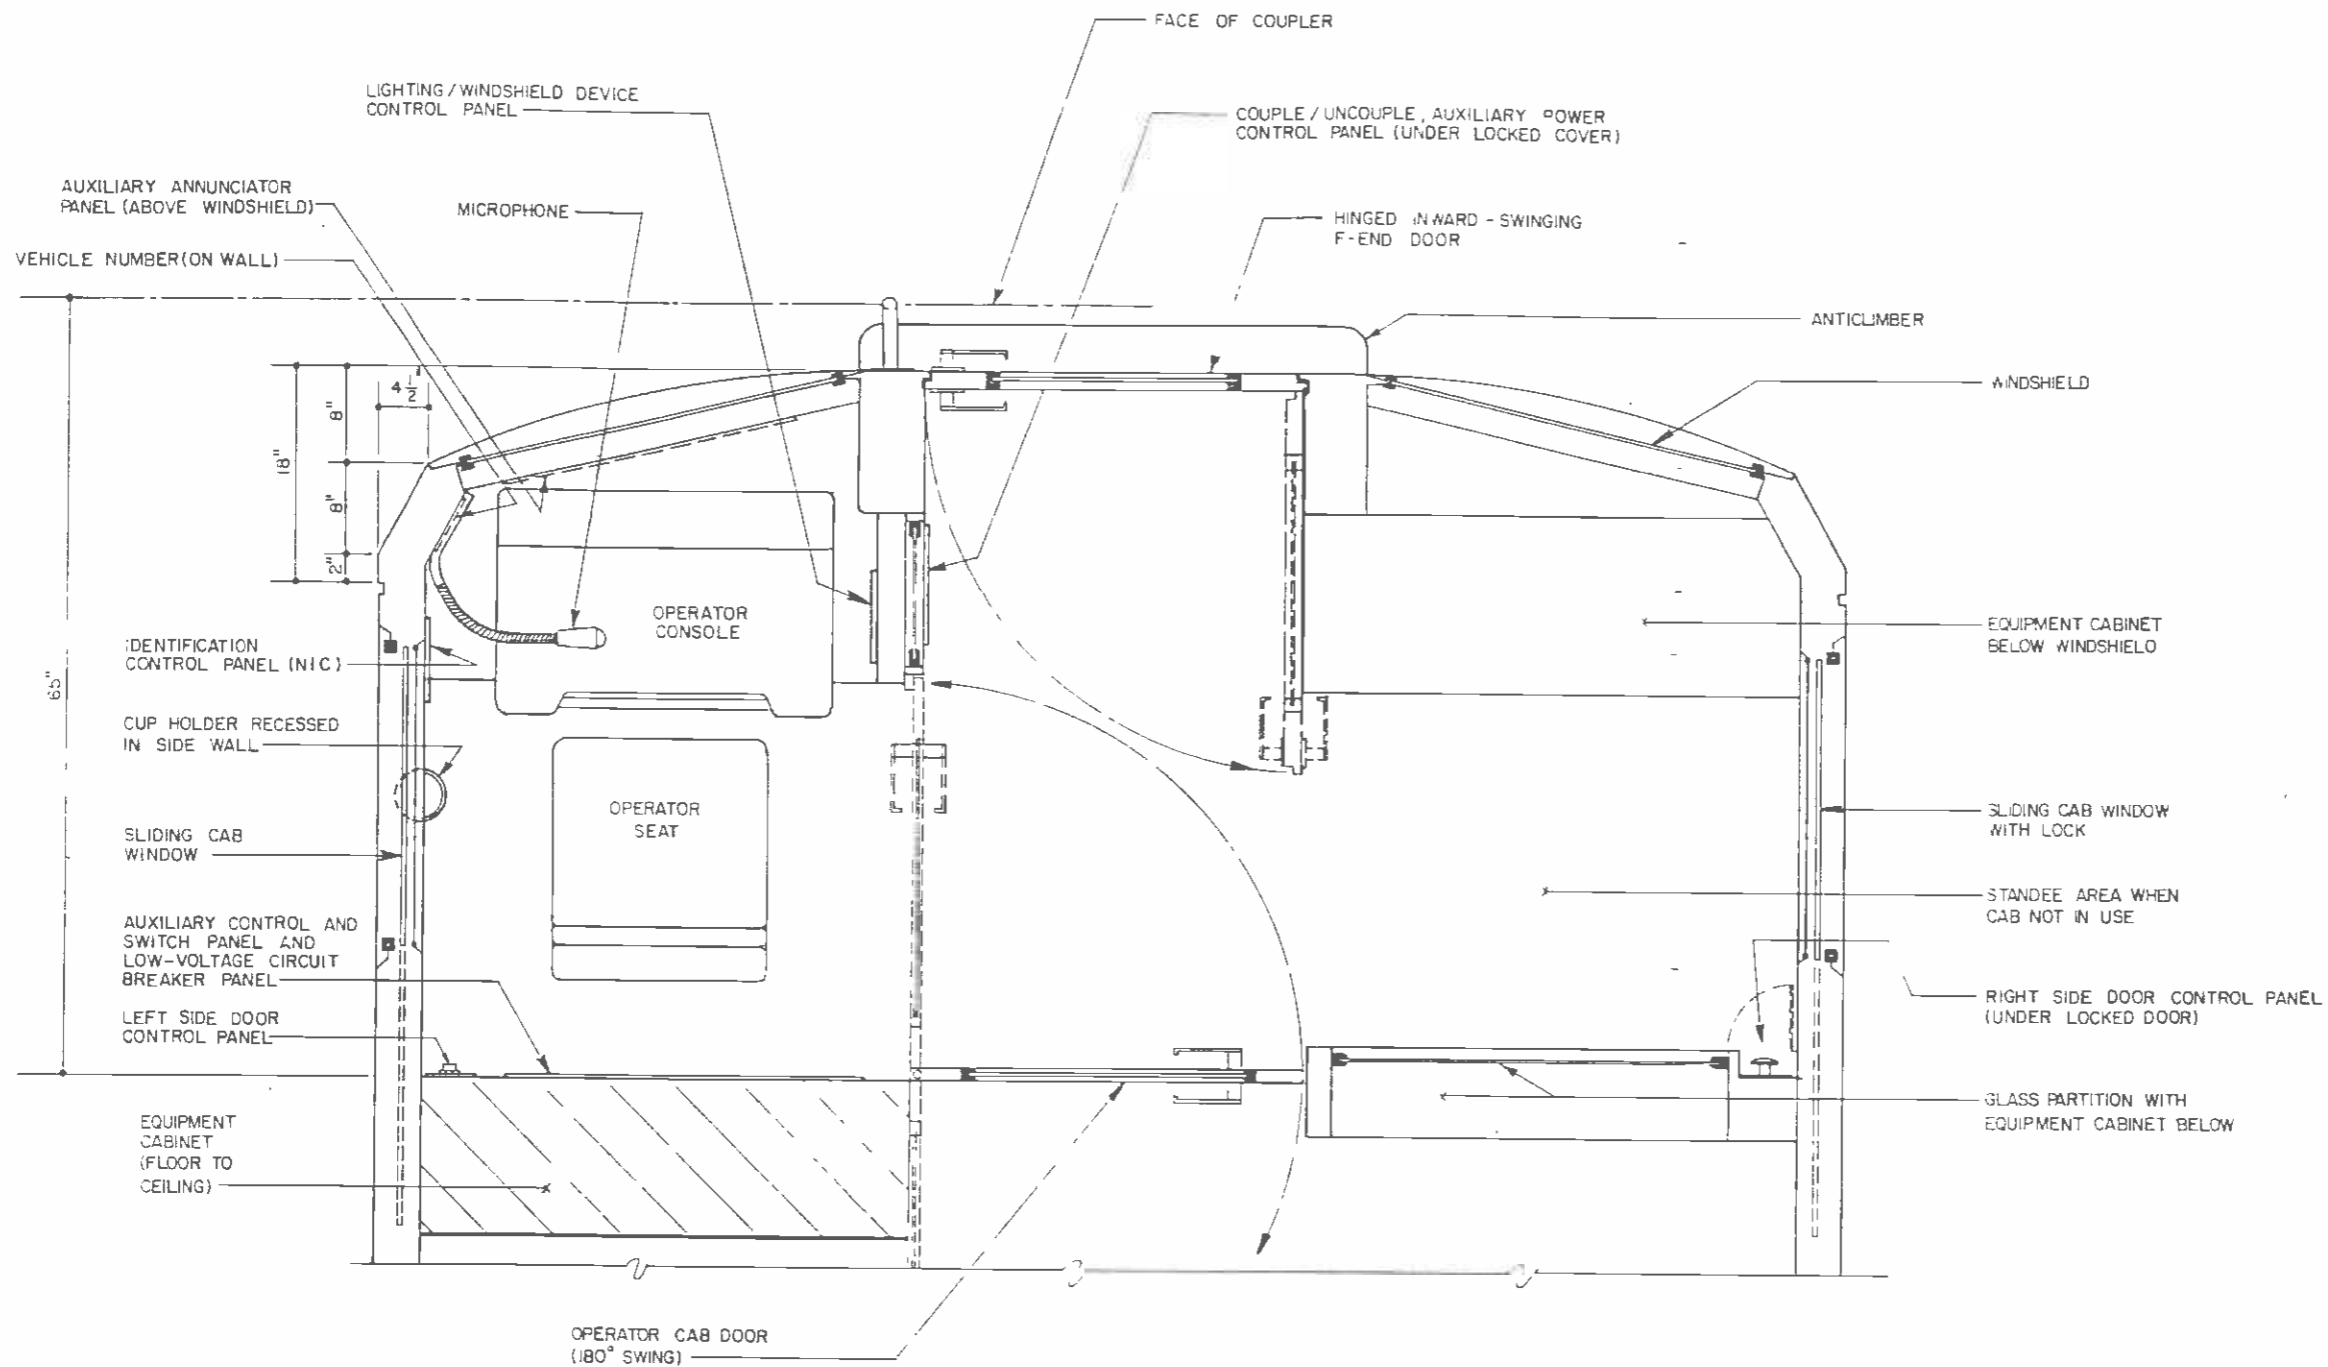 FACE OF COUPLER
LIGHTING/WINDSHIELD DEVICE
CONTROL PANEL
COUPLE/UNCOUPLE, AUXILIARY POWER
CONTROL PANEL (UNDER LOCKED COVER)
AUXILIARY ANNUNCIATOR
PANEL (ABOVE WINDSHIELD)
MICROPHONE
HINGED INWARD-SWINGING
F-END DOOR
VEHICLE NUMBER (ON WALL)
ANTICLIMBER
4 1/2"
8"
18"
8"
2"
WINDSHIELD
OPERATOR
CONSOLE
IDENTIFICATION
CONTROL PANEL (NIC)
EQUIPMENT CABINET
BELOW WINDSHIELD
65"
CUP HOLDER RECESSED
IN SIDE WALL
OPERATOR
SEAT
SLIDING CAB
WINDOW
SLIDING CAB WINDOW
WITH LOCK
STANDEE AREA WHEN
CAB NOT IN USE
AUXILIARY CONTROL AND
SWITCH PANEL AND
LOW-VOLTAGE CIRCUIT
BREAKER PANEL
RIGHT SIDE DOOR CONTROL PANEL
(UNDER LOCKED DOOR)
LEFT SIDE DOOR
CONTROL PANEL
GLASS PARTITION WITH
EQUIPMENT CABINET BELOW
EQUIPMENT
CABINET
(FLOOR TO
CEILING)
OPERATOR CAB DOOR
(180° SWING)